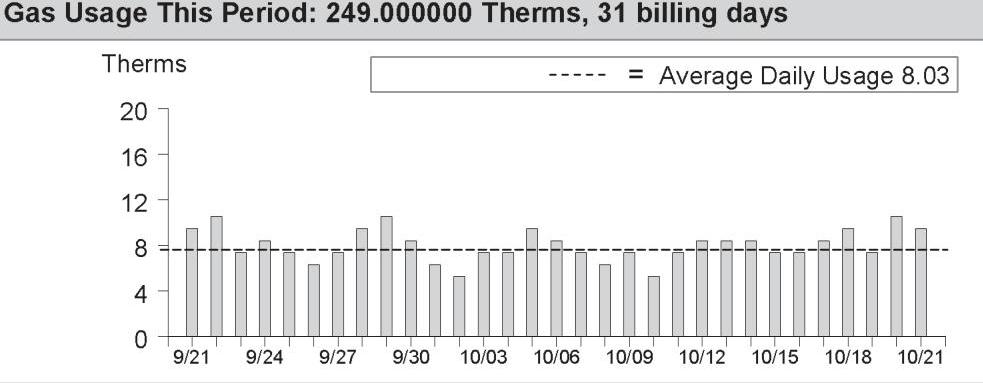 Gas Usage This Period: 249.000000 Therms, 31 billing days
Therms
----- = Average Daily Usage 8.03
20
16
12
8
4
0
9/21 9/24 9/27 9/30 10/03 10/06 10/09 10/12 10/15 10/18 10/21